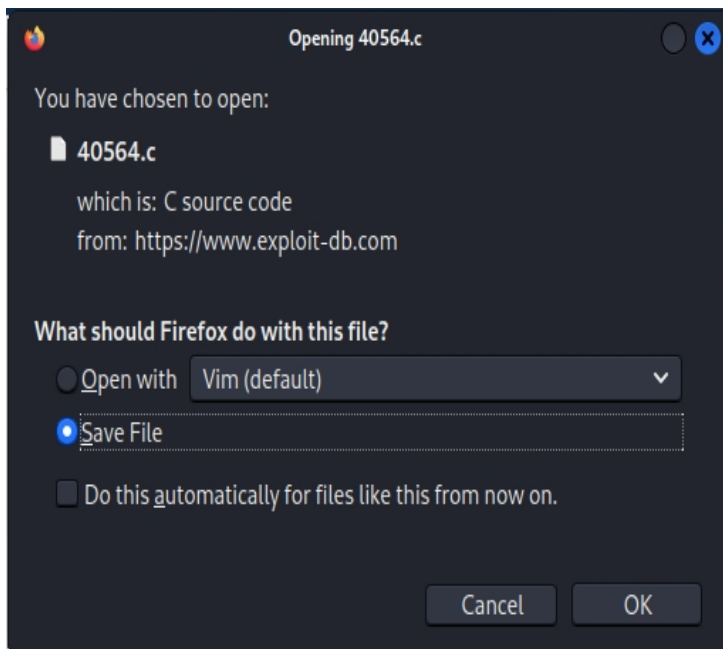 Opening 40564.c
You have chosen to open:
40564.c
which is: C source code
from: https://www.exploit-db.com
What should Firefox do with this file?
Open with Vim (default)
Save File
Do this automatically for files like this from now on.
Cancel OK